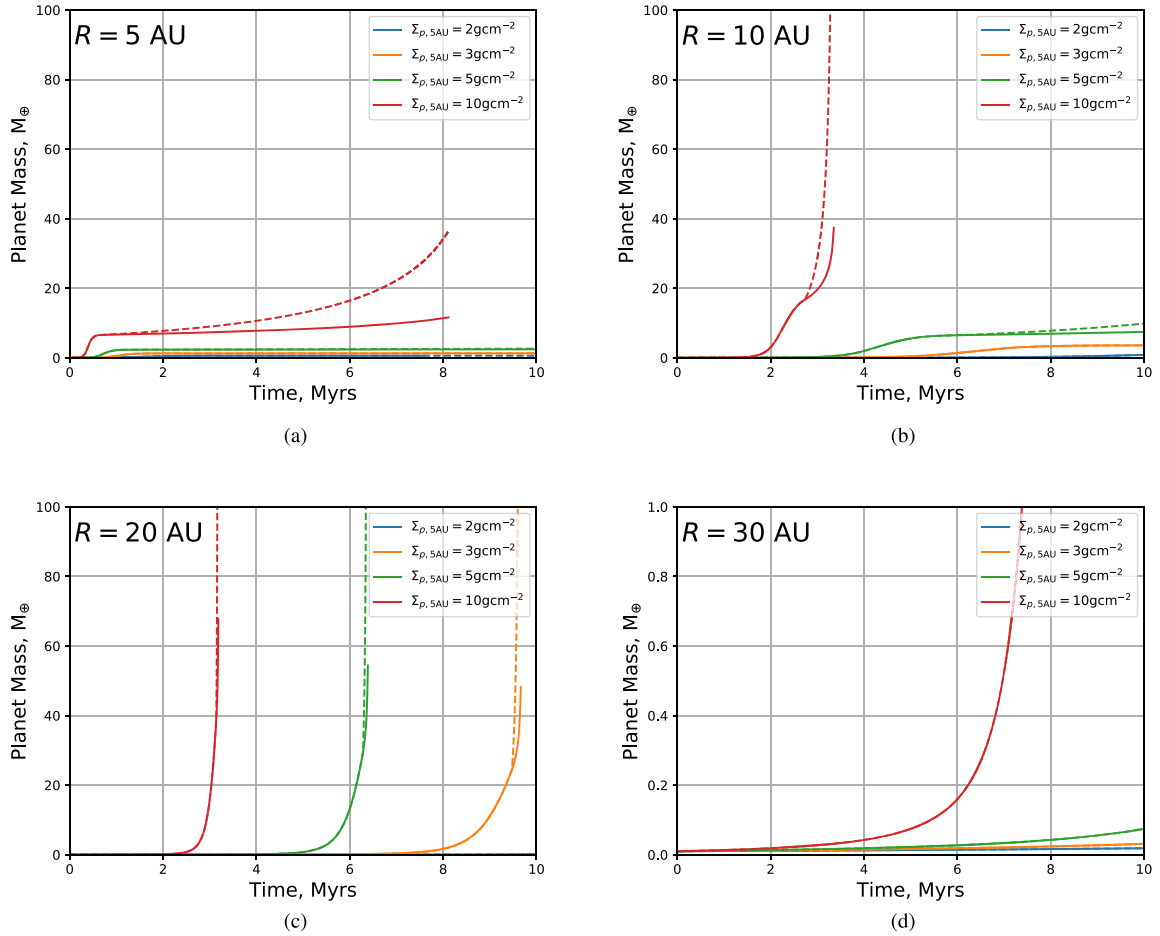 R = 5 AU
Σp, 5AU = 2gcm⁻²
Σp, 5AU = 3gcm⁻²
Σp, 5AU = 5gcm⁻²
Σp, 5AU = 10gcm⁻²
Planet Mass, M⊕
100
80
60
40
20
0
0 2 4 6 8 10
Time, Myrs
(a)
R = 10 AU
Σp, 5AU = 2gcm⁻²
Σp, 5AU = 3gcm⁻²
Σp, 5AU = 5gcm⁻²
Σp, 5AU = 10gcm⁻²
Planet Mass, M⊕
100
80
60
40
20
0
0 2 4 6 8 10
Time, Myrs
(b)
R = 20 AU
Σp, 5AU = 2gcm⁻²
Σp, 5AU = 3gcm⁻²
Σp, 5AU = 5gcm⁻²
Σp, 5AU = 10gcm⁻²
Planet Mass, M⊕
100
80
60
40
20
0
0 2 4 6 8 10
Time, Myrs
(c)
R = 30 AU
Σp, 5AU = 2gcm⁻²
Σp, 5AU = 3gcm⁻²
Σp, 5AU = 5gcm⁻²
Σp, 5AU = 10gcm⁻²
Planet Mass, M⊕
1.0
0.8
0.6
0.4
0.2
0.0
0 2 4 6 8 10
Time, Myrs
(d)